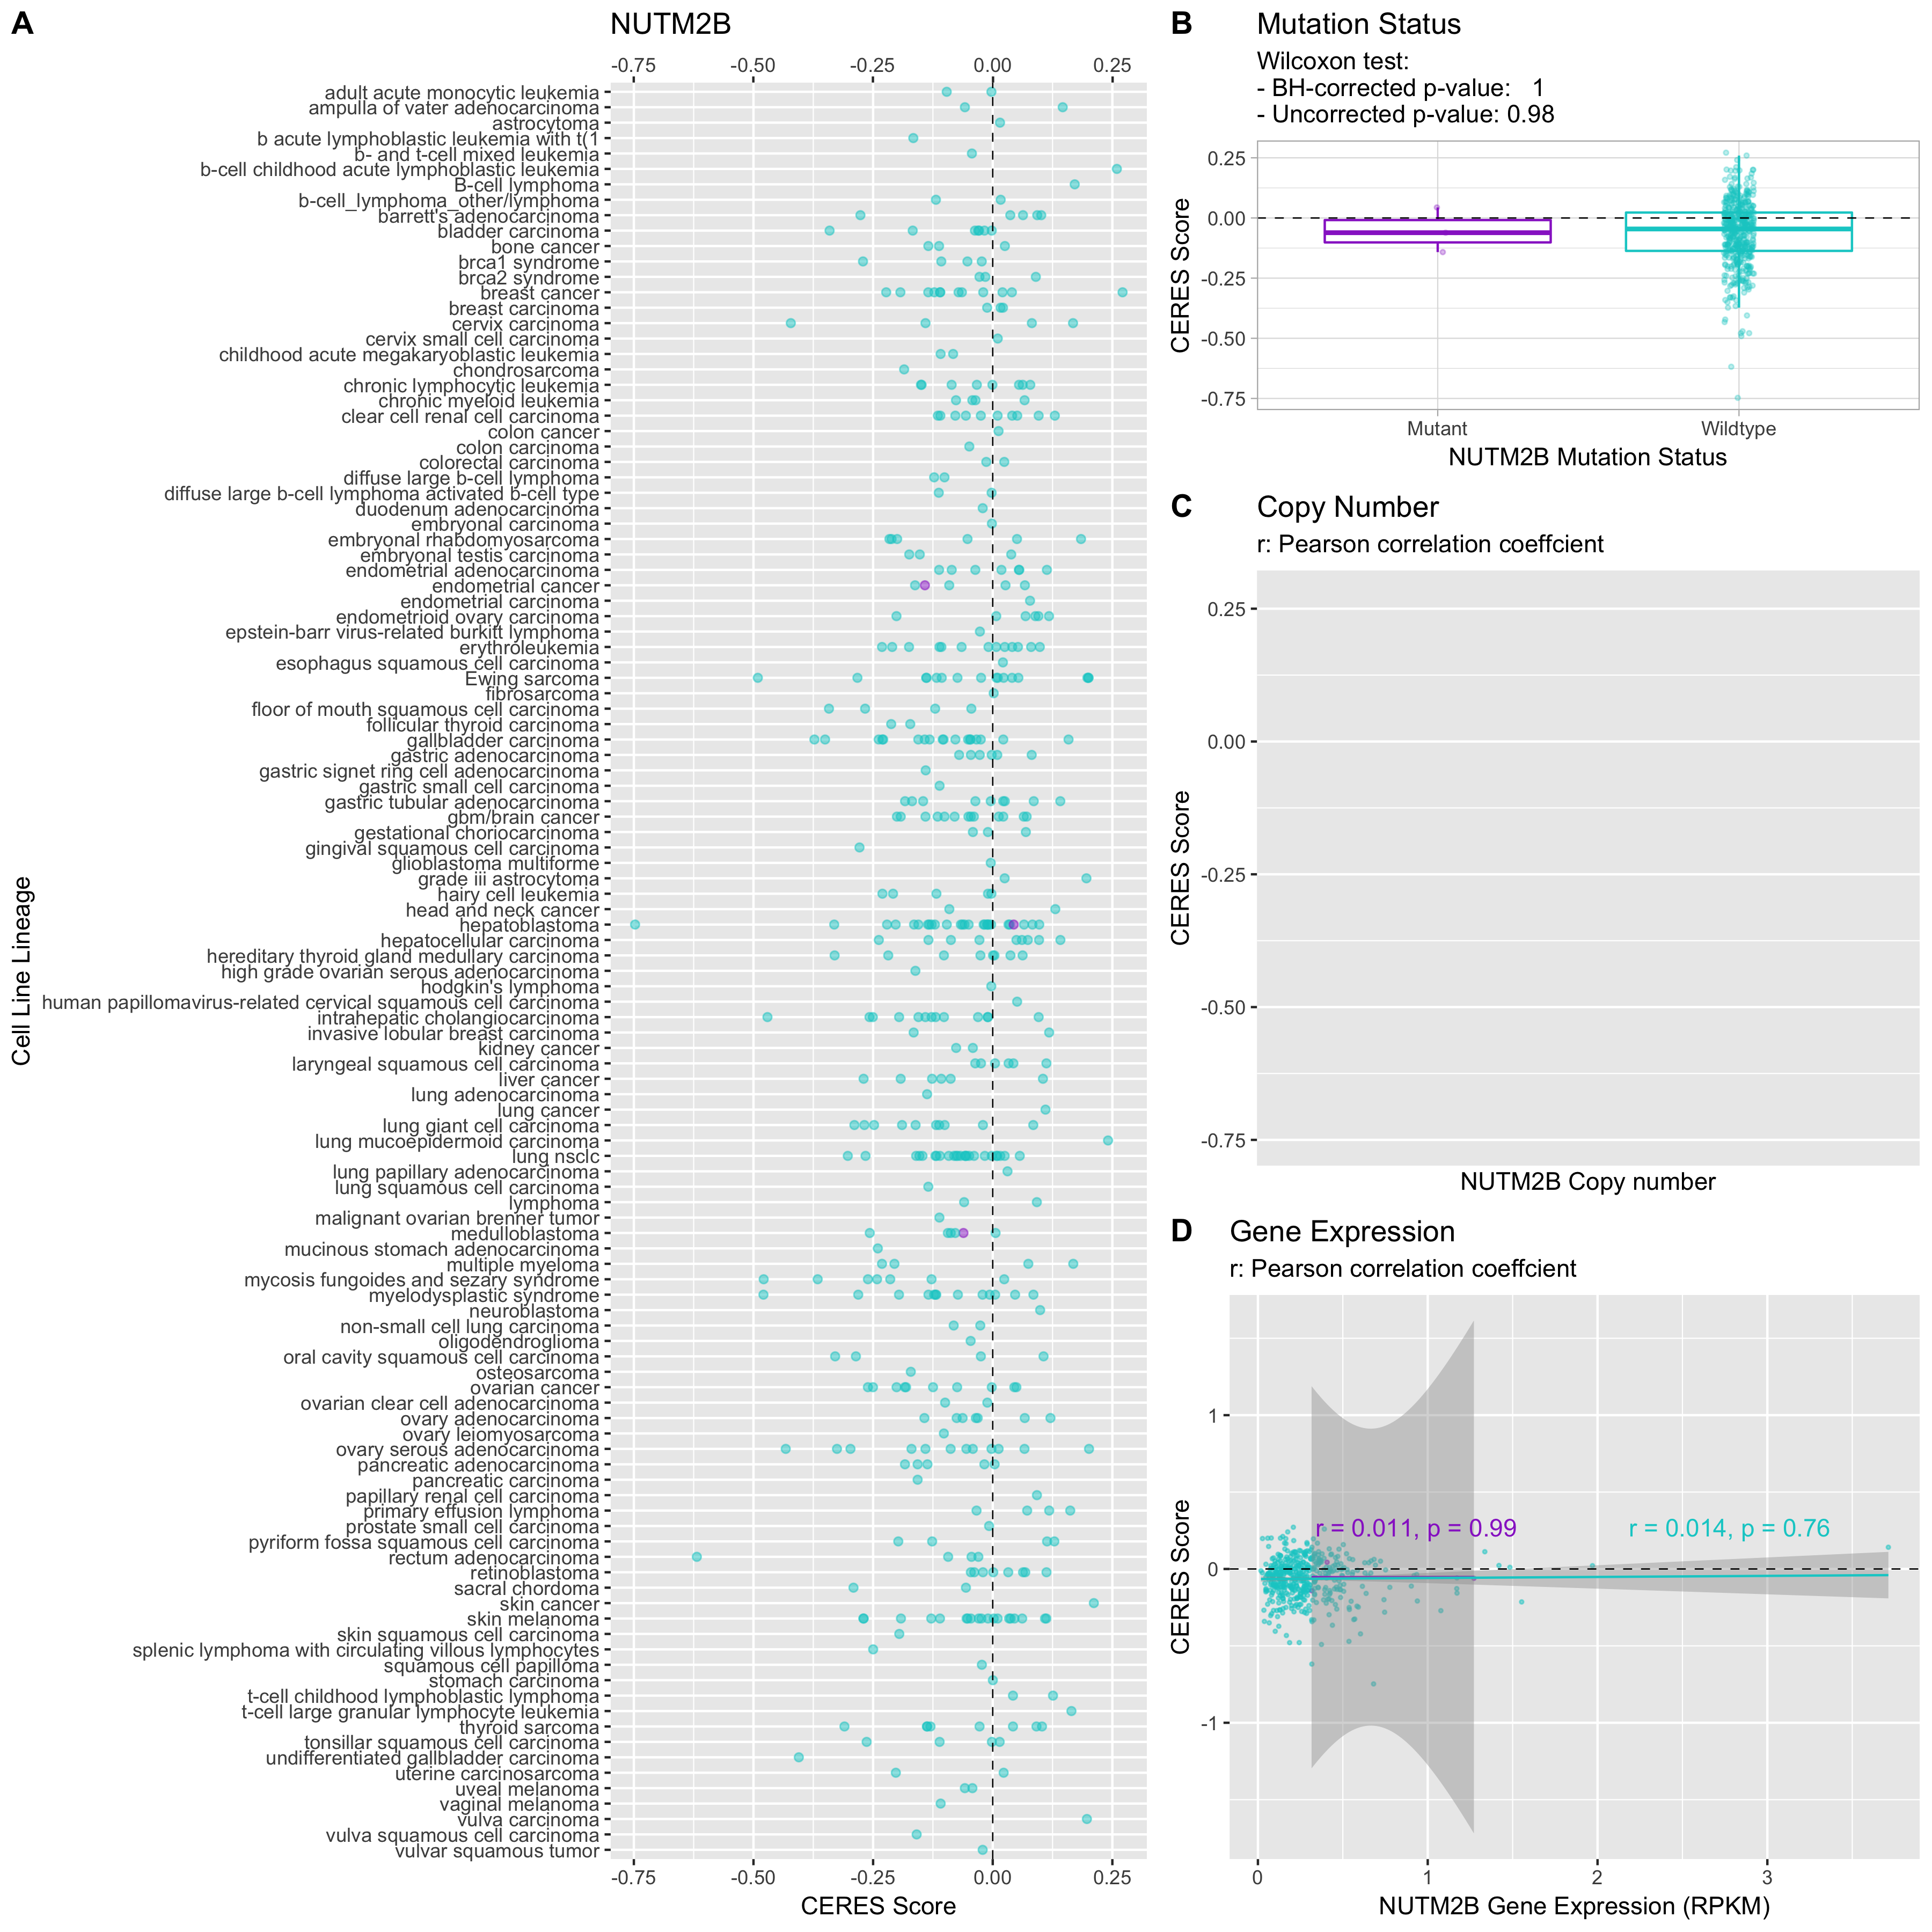 A
NUTM2B
-0.75 -0.50 -0.25 0.00 0.25
adult acute monocytic leukemia
ampulla of vater adenocarcinoma
astrocytoma
b acute lymphoblastic leukemia with t(1
b- and t-cell mixed leukemia
b-cell childhood acute lymphoblastic leukemia
B-cell lymphoma
b-cell_lymphoma_other/lymphoma
barrett's adenocarcinoma
bladder carcinoma
bone cancer
brca1 syndrome
brca2 syndrome
breast cancer
breast carcinoma
cervix carcinoma
cervix small cell carcinoma
childhood acute megakaryoblastic leukemia
chondrosarcoma
chronic lymphocytic leukemia
chronic myeloid leukemia
clear cell renal cell carcinoma
colon cancer
colon carcinoma
colorectal carcinoma
diffuse large b-cell lymphoma
diffuse large b-cell lymphoma activated b-cell type
duodenum adenocarcinoma
embryonal carcinoma
embryonal rhabdomyosarcoma
embryonal testis carcinoma
endometrial adenocarcinoma
endometrial cancer
endometrial carcinoma
endometrioid ovary carcinoma
epstein-barr virus-related burkitt lymphoma
erythroleukemia
esophagus squamous cell carcinoma
Ewing sarcoma
fibrosarcoma
floor of mouth squamous cell carcinoma
follicular thyroid carcinoma
gallbladder carcinoma
gastric adenocarcinoma
gastric signet ring cell adenocarcinoma
gastric small cell carcinoma
gastric tubular adenocarcinoma
gbm/brain cancer
gestational choriocarcinoma
gingival squamous cell carcinoma
glioblastoma multiforme
grade iii astrocytoma
hairy cell leukemia
head and neck cancer
hepatoblastoma
hepatocellular carcinoma
hereditary thyroid gland medullary carcinoma
high grade ovarian serous adenocarcinoma
hodgkin's lymphoma
human papillomavirus-related cervical squamous cell carcinoma
intrahepatic cholangiocarcinoma
invasive lobular breast carcinoma
kidney cancer
laryngeal squamous cell carcinoma
liver cancer
lung adenocarcinoma
lung cancer
lung giant cell carcinoma
lung mucoepidermoid carcinoma
lung nsclc
lung papillary adenocarcinoma
lung squamous cell carcinoma
lymphoma
malignant ovarian brenner tumor
medulloblastoma
mucinous stomach adenocarcinoma
multiple myeloma
mycosis fungoides and sezary syndrome
myelodysplastic syndrome
neuroblastoma
non-small cell lung carcinoma
oligodendroglioma
oral cavity squamous cell carcinoma
osteosarcoma
ovarian cancer
ovarian clear cell adenocarcinoma
ovary adenocarcinoma
ovary leiomyosarcoma
ovary serous adenocarcinoma
pancreatic adenocarcinoma
pancreatic carcinoma
papillary renal cell carcinoma
primary effusion lymphoma
prostate small cell carcinoma
pyriform fossa squamous cell carcinoma
rectum adenocarcinoma
retinoblastoma
sacral chordoma
skin cancer
skin melanoma
skin squamous cell carcinoma
splenic lymphoma with circulating villous lymphocytes
squamous cell papilloma
stomach carcinoma
t-cell childhood lymphoblastic lymphoma
t-cell large granular lymphocyte leukemia
thyroid sarcoma
tonsillar squamous cell carcinoma
undifferentiated gallbladder carcinoma
uterine carcinosarcoma
uveal melanoma
vaginal melanoma
vulva carcinoma
vulva squamous cell carcinoma
vulvar squamous tumor
-0.75 -0.50 -0.25 0.00 0.25
CERES Score
Cell Line Lineage
B
Mutation Status
Wilcoxon test:
- BH-corrected p-value: 1
- Uncorrected p-value: 0.98
0.25
0.00
-0.25
-0.50
-0.75
CERES Score
Mutant Wildtype
NUTM2B Mutation Status
C
Copy Number
r: Pearson correlation coeffcient
0.25
0.00
-0.25
-0.50
-0.75
CERES Score
NUTM2B Copy number
D
Gene Expression
r: Pearson correlation coeffcient
1
0
-1
CERES Score
r = 0.011, p = 0.99 r = 0.014, p = 0.76
0 1 2 3
NUTM2B Gene Expression (RPKM)